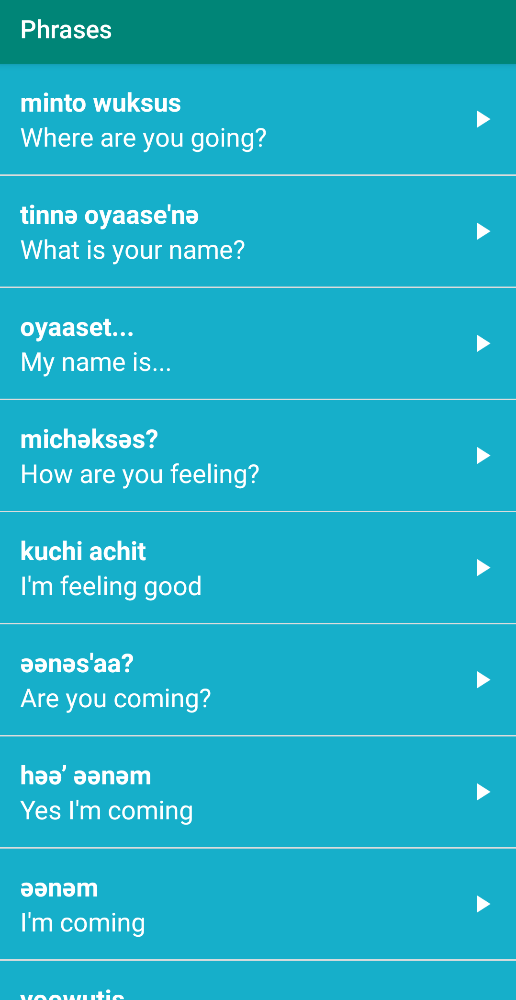 Phrases
minto wuksus
Where are you going?
tinnə oyaase'nə
What is your name?
oyaaset...
My name is...
michəksəs?
How are you feeling?
kuchi achit
I'm feeling good
əənəs'aa?
Are you coming?
həə’ əənəm
Yes I'm coming
əənəm
I'm coming